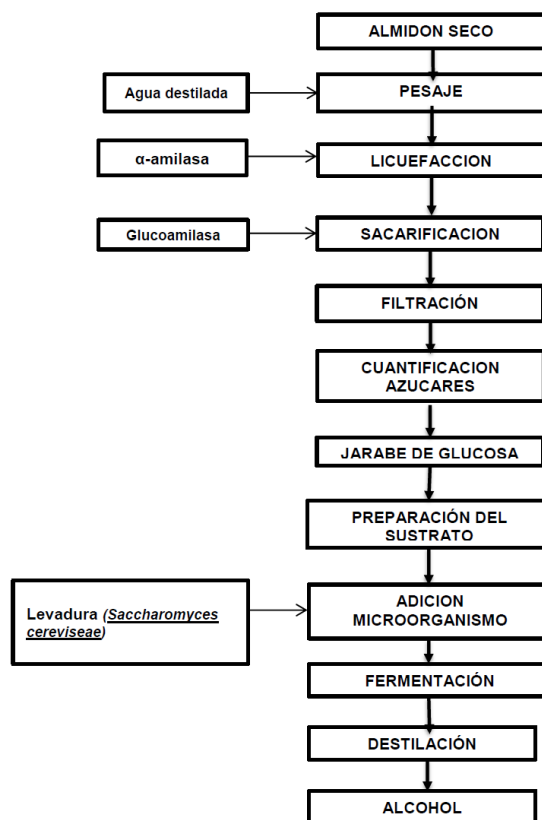 ALMIDON SECO
Agua destilada
PESAJE
α-amilasa
LICUEFACCION
Glucoamilasa
SACARIFICACION
FILTRACIÓN
CUANTIFICACION
AZUCARES
JARABE DE GLUCOSA
PREPARACIÓN DEL
SUSTRATO
Levadura (Saccharomyces
cereviseae)
ADICION
MICROORGANISMO
FERMENTACIÓN
DESTILACIÓN
ALCOHOL